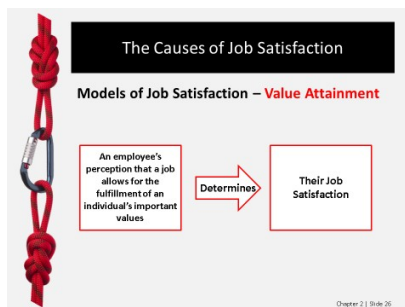 The Causes of Job Satisfaction
Models of Job Satisfaction – Value Attainment
An employee's
perception that a job
allows for the
fulfillment of an
individual's important
values
Determines
Their Job
Satisfaction
Chapter 2 | Slide 26